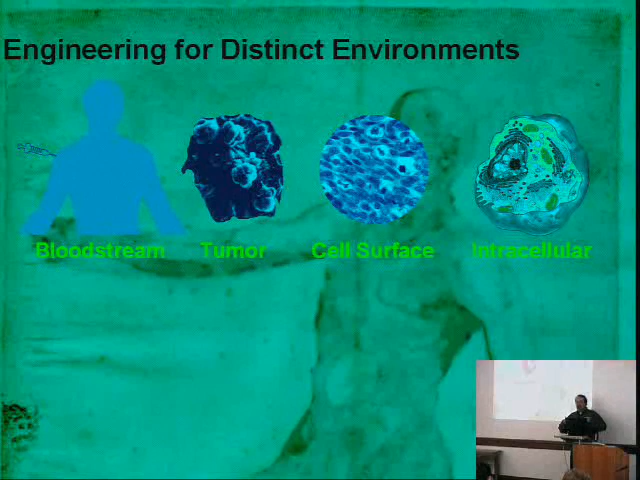 Engineering for Distinct Environments
Bloodstream Tumor Cell Surface Intracellular